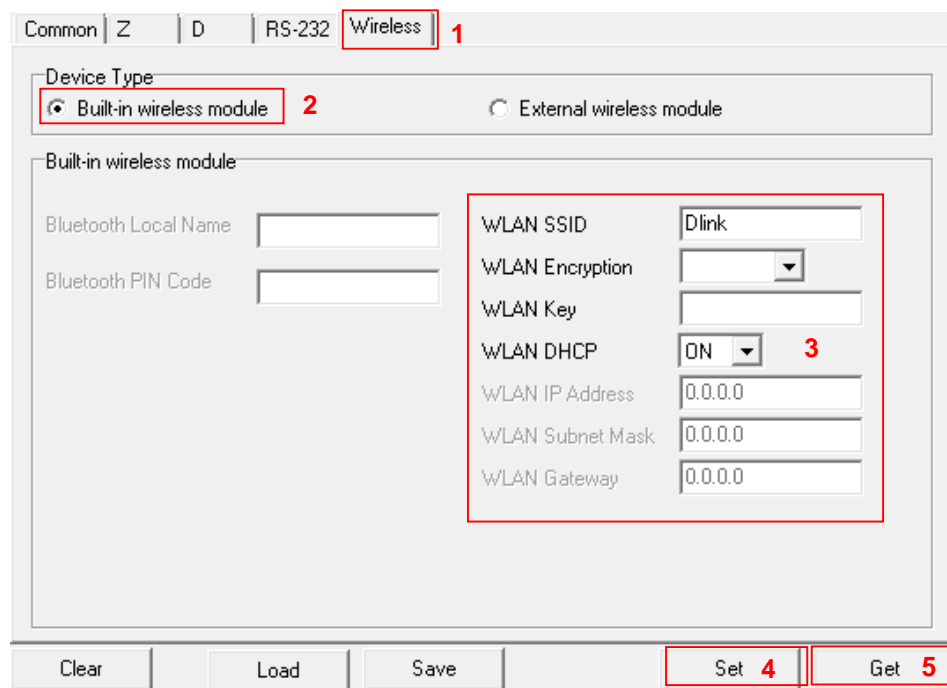 Common Z D RS-232 Wireless 1
Device Type
Built-in wireless module 2 External wireless module
Built-in wireless module
Bluetooth Local Name
Bluetooth PIN Code
WLAN SSID Dlink
WLAN Encryption
WLAN Key
WLAN DHCP ON 3
WLAN IP Address 0.0.0.0
WLAN Subnet Mask 0.0.0.0
WLAN Gateway 0.0.0.0
Clear Load Save Set 4 Get 5